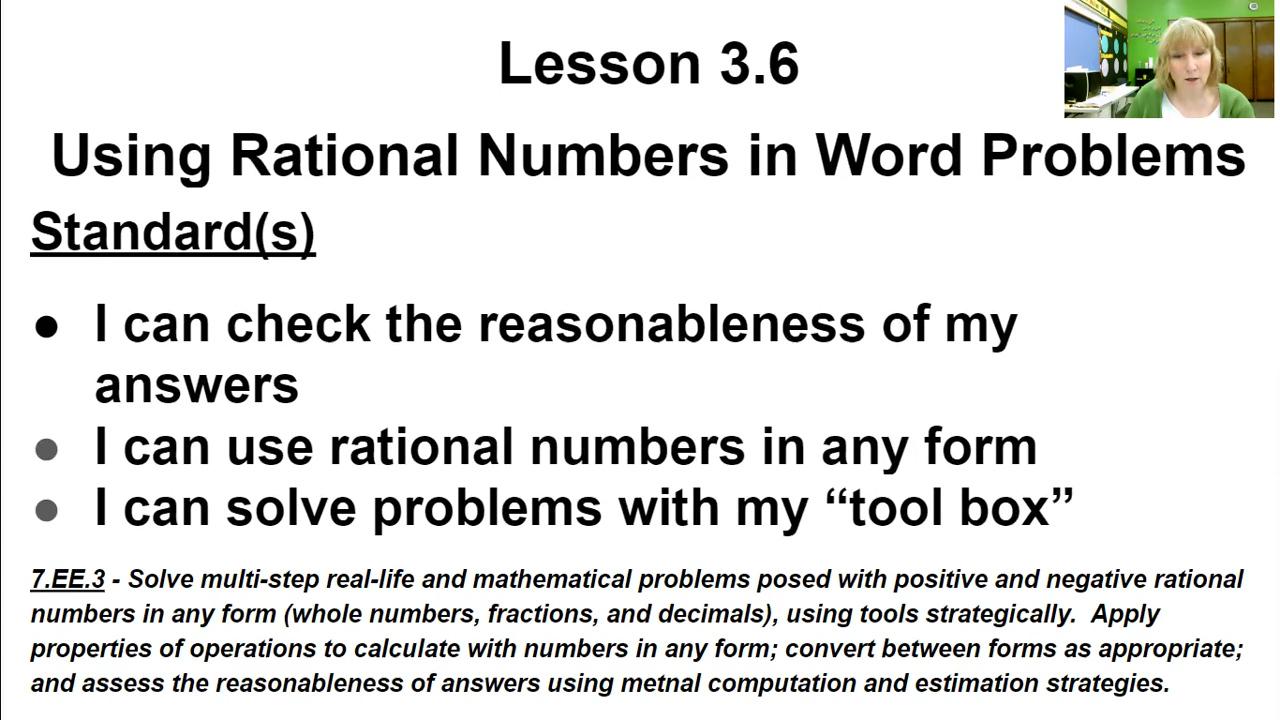 Lesson 3.6
Using Rational Numbers in Word Problems
Standard(s)
● I can check the reasonableness of my
answers
● I can use rational numbers in any form
● I can solve problems with my “tool box”
7.EE.3 - Solve multi-step real-life and mathematical problems posed with positive and negative rational
numbers in any form (whole numbers, fractions, and decimals), using tools strategically.  Apply
properties of operations to calculate with numbers in any form; convert between forms as appropriate;
and assess the reasonableness of answers using metnal computation and estimation strategies.